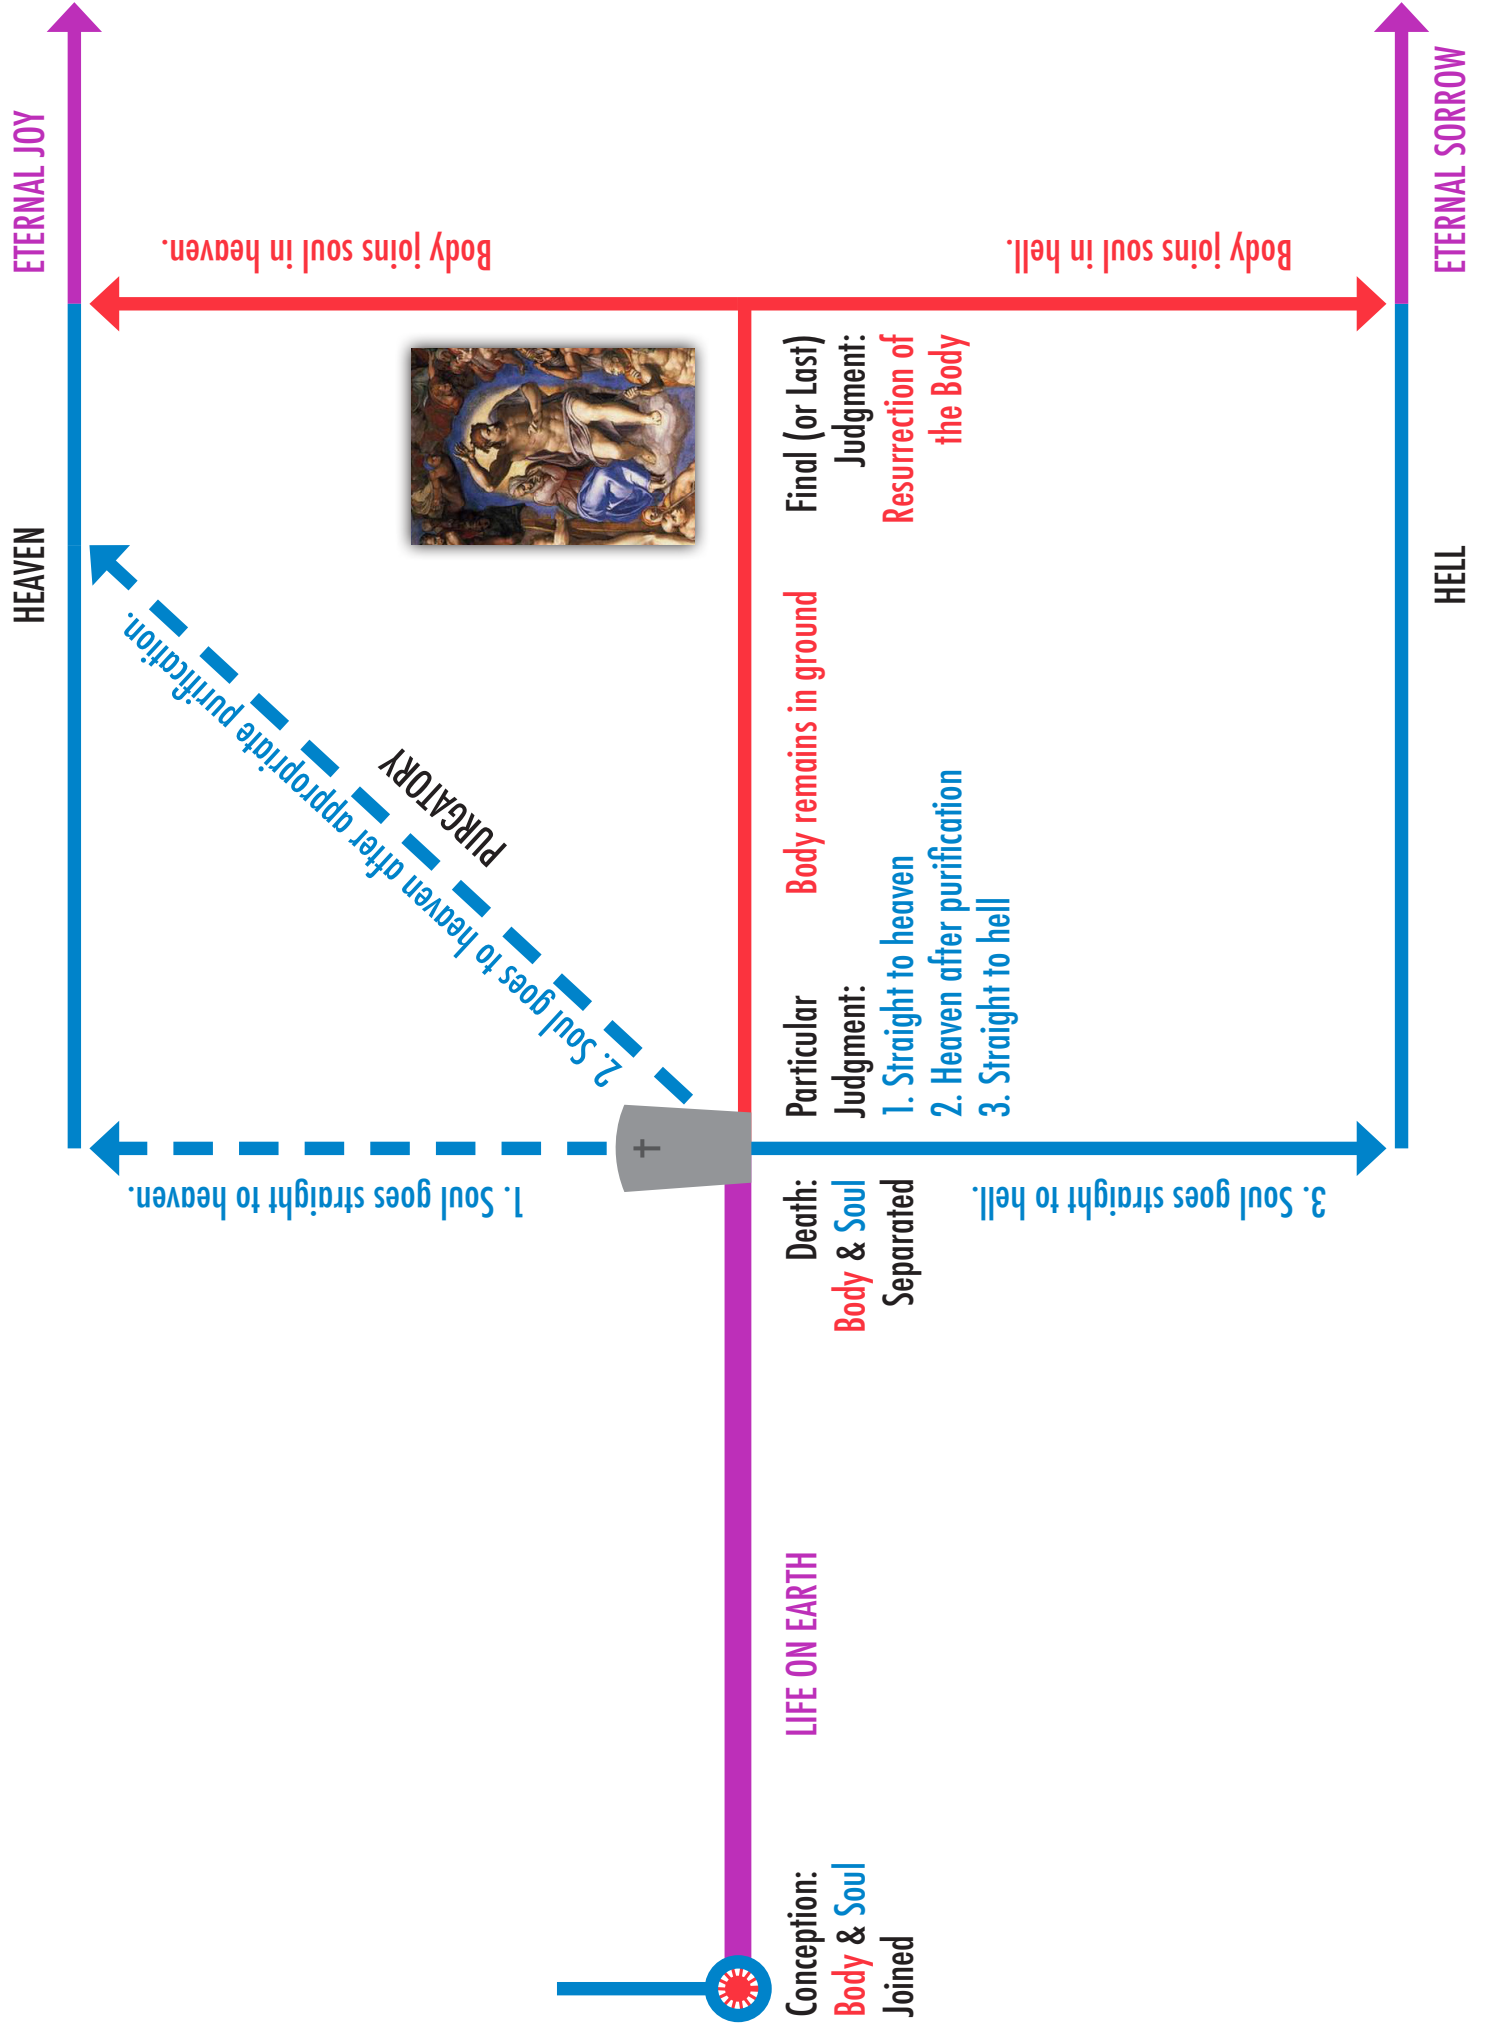 HEAVEN
ETERNAL JOY
1. Soul goes straight to heaven.
2. Soul goes to heaven after appropriate purification.
PURGATORY
Body joins soul in heaven.
Conception:
Body & Soul
Joined
LIFE ON EARTH
Death:
Body & Soul
Separated
Particular
Judgment:
1. Straight to heaven
2. Heaven after purification
3. Straight to hell
Body remains in ground
Final (or Last)
Judgment:
Resurrection of
the Body
3. Soul goes straight to hell.
Body joins soul in hell.
HELL
ETERNAL SORROW